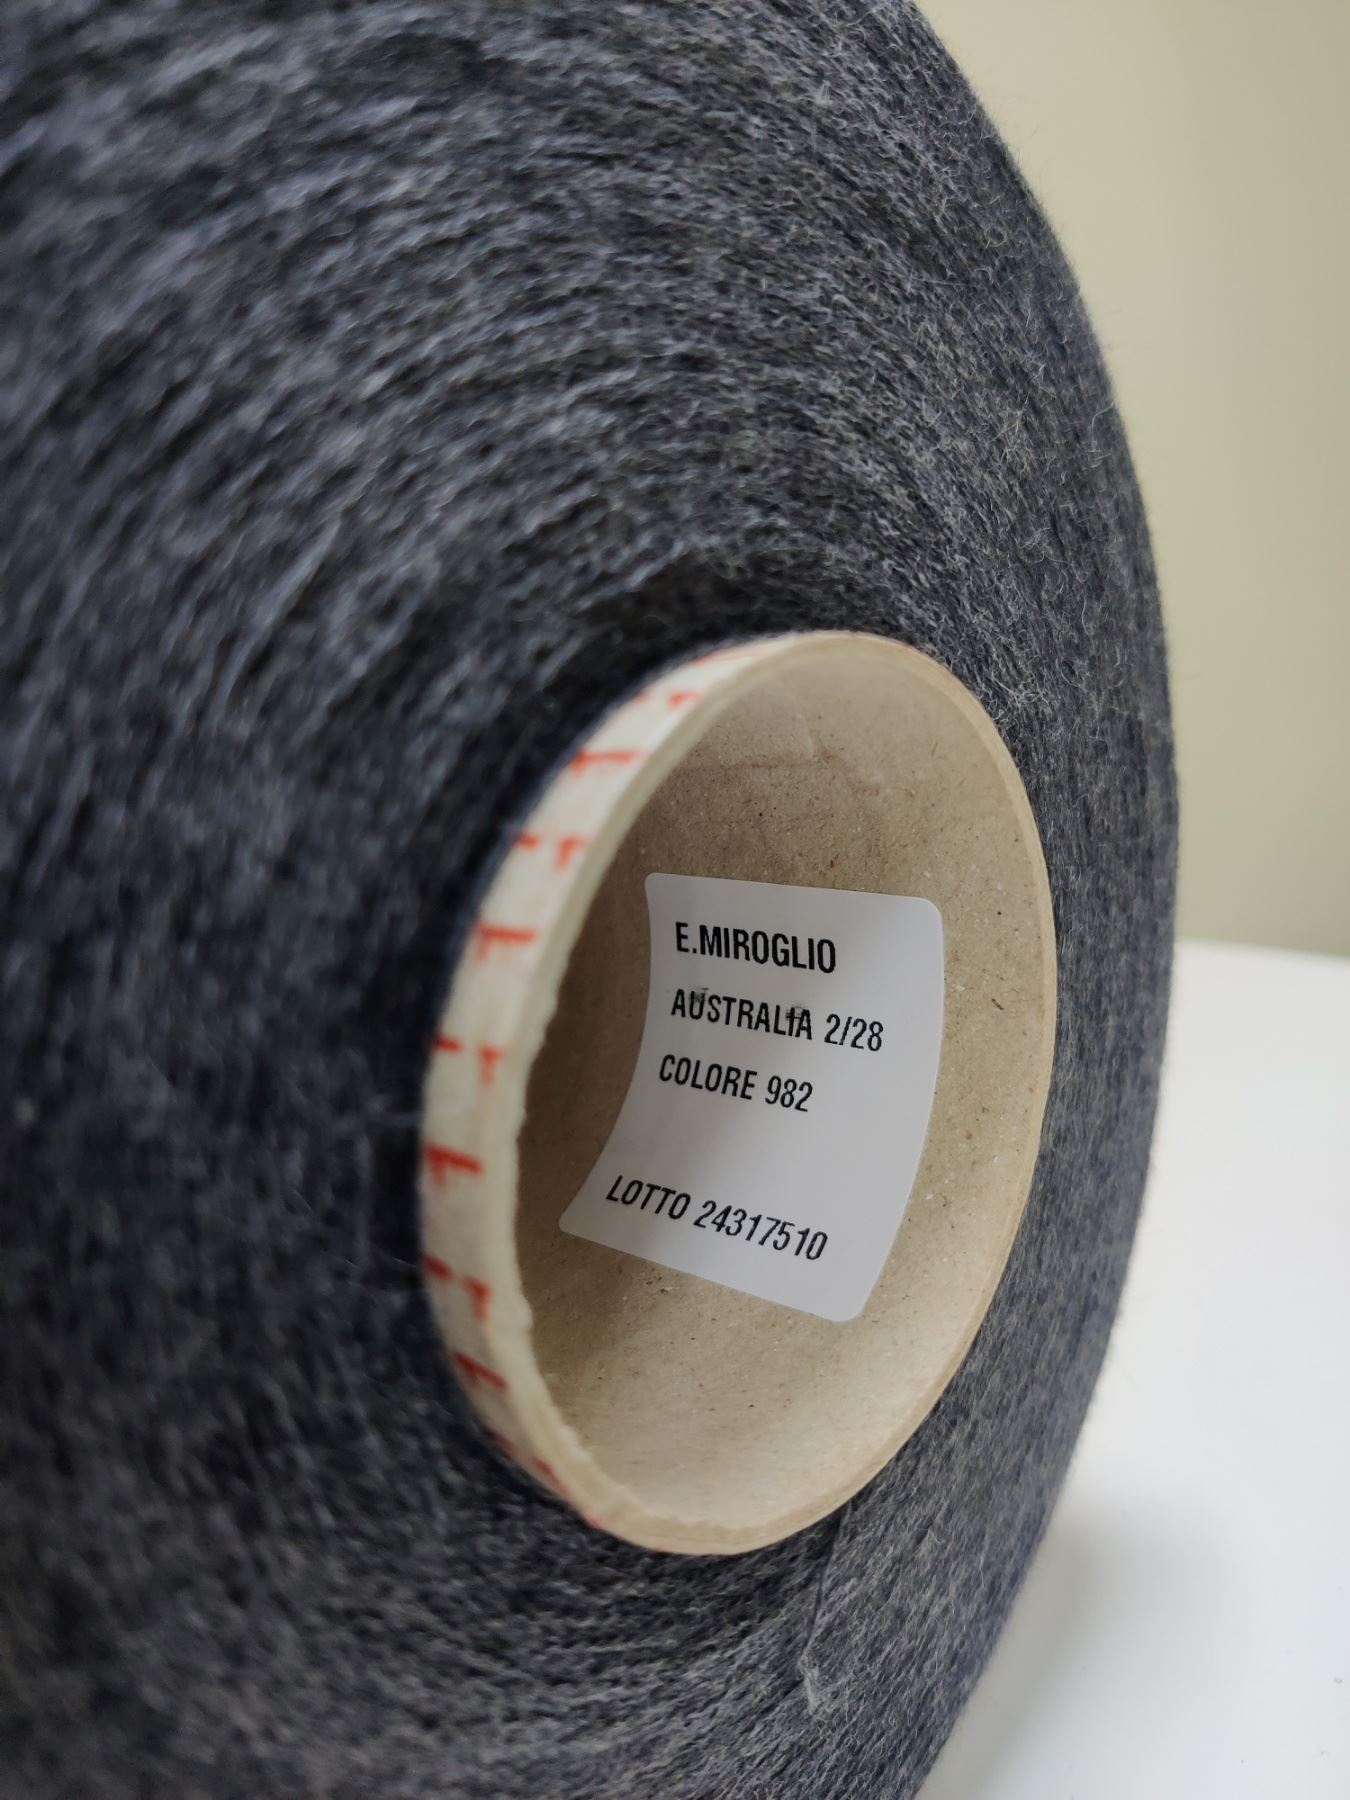 E.MIROGLIO
AUSTRALIA 2/28
COLORE 982
LOTTO 24317510